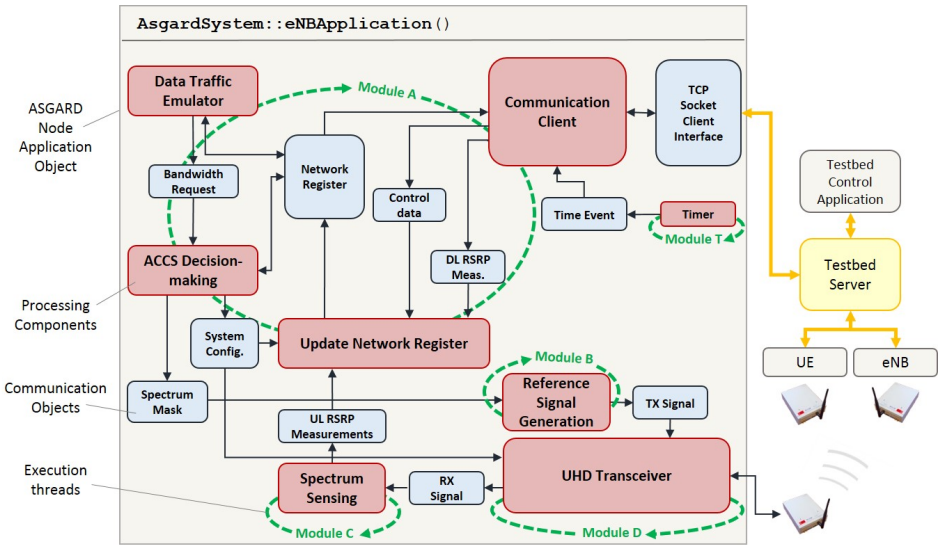 AsgardSystem::eNBApplication()
Data Traffic
Emulator
Module A
Communication
Client
TCP
Socket
Client
Interface
ASGARD
Node
Application
Object
Bandwidth
Request
Network
Register
Control
data
Time Event
Timer
Module T
Testbed
Control
Application
ACCS Decision-
making
DL RSRP
Meas.
Testbed
Server
Processing
Components
System
Config.
Update Network Register
UE
eNB
Module B
Communication
Objects
Spectrum
Mask
UL RSRP
Measurements
Reference
Signal
Generation
TX Signal
Execution
threads
Spectrum
Sensing
RX
Signal
UHD Transceiver
Module C
Module D